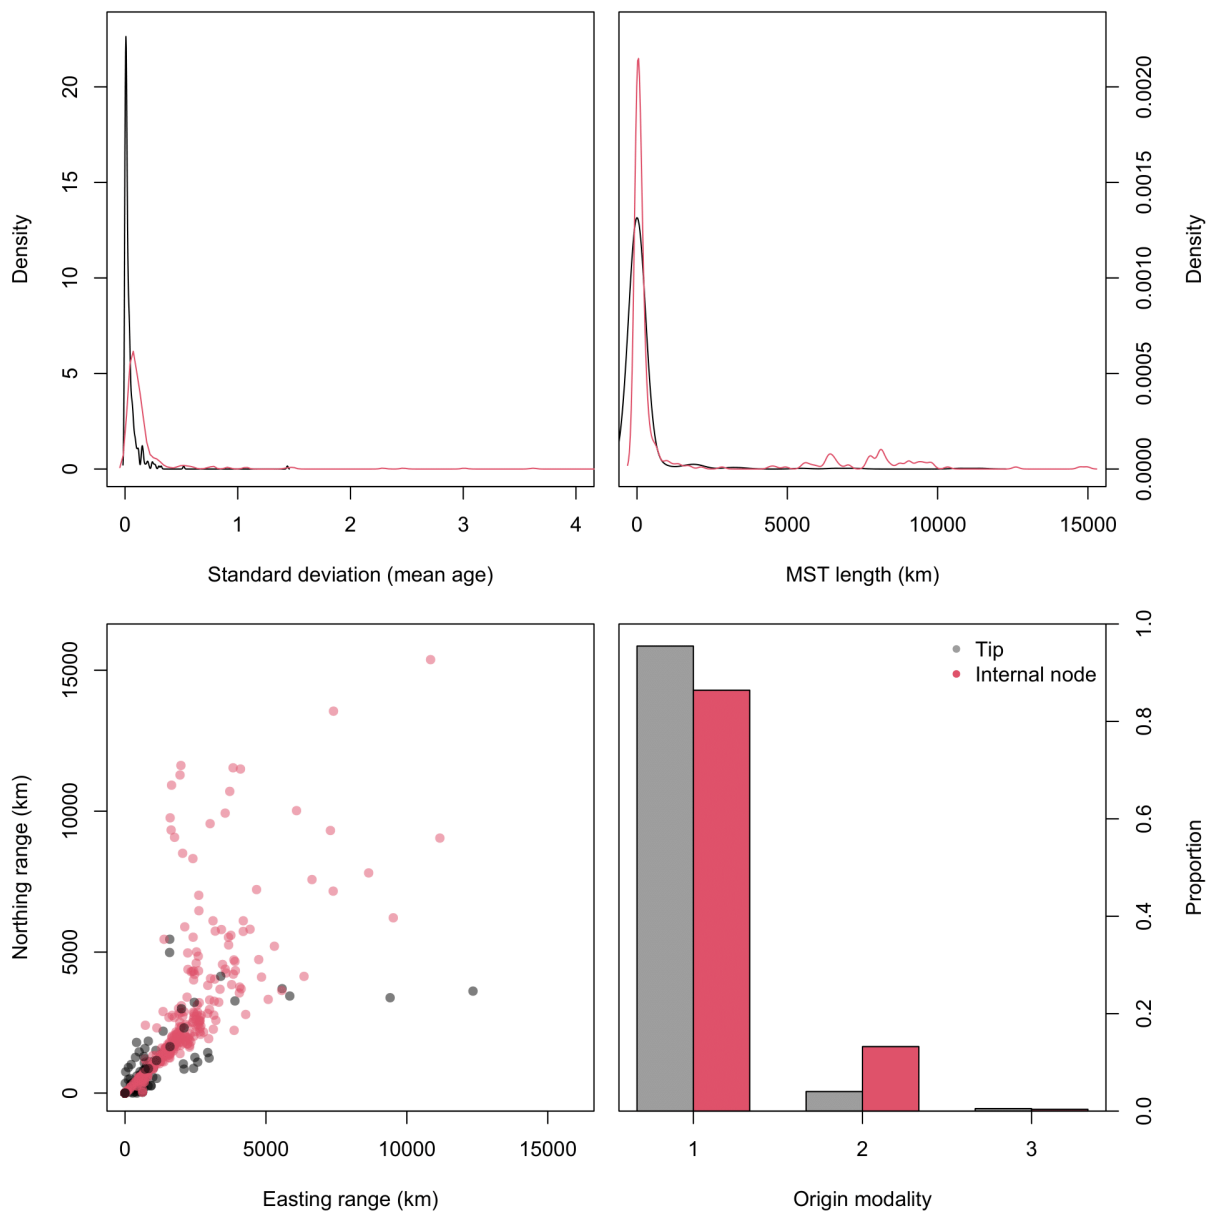 Density
0
5
10
15
20
0 1 2 3 4
Standard deviation (mean age)
0 5000 10000 15000
MST length (km)
0.0000
0.0005
0.0010
0.0015
0.0020
Density
Northing range (km)
0
5000
10000
15000
0 5000 10000 15000
Easting range (km)
Tip
Internal node
1 2 3
Origin modality
0.0
0.2
0.4
0.6
0.8
1.0
Proportion